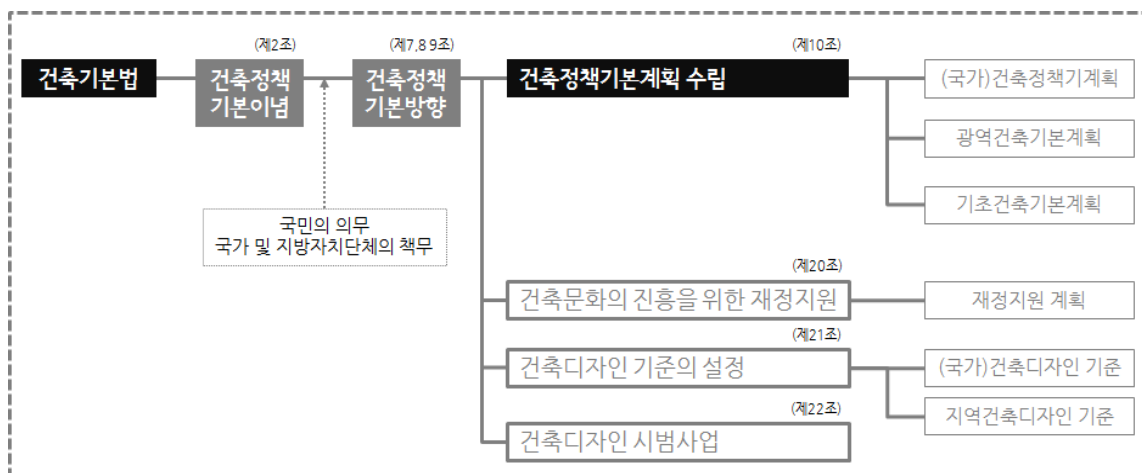 (제2조)
(제7,8 9조)
(제10조)
건축기본법
건축정책
기본이념
건축정책
기본방향
건축정책기본계획 수립
(국가)건축정책기계획
광역건축기본계획
기초건축기본계획
국민의 의무
국가 및 지방자치단체의 책무
(제20조)
건축문화의 진흥을 위한 재정지원
재정지원 계획
(제21조)
건축디자인 기준의 설정
(국가)건축디자인 기준
지역건축디자인 기준
(제22조)
건축디자인 시범사업